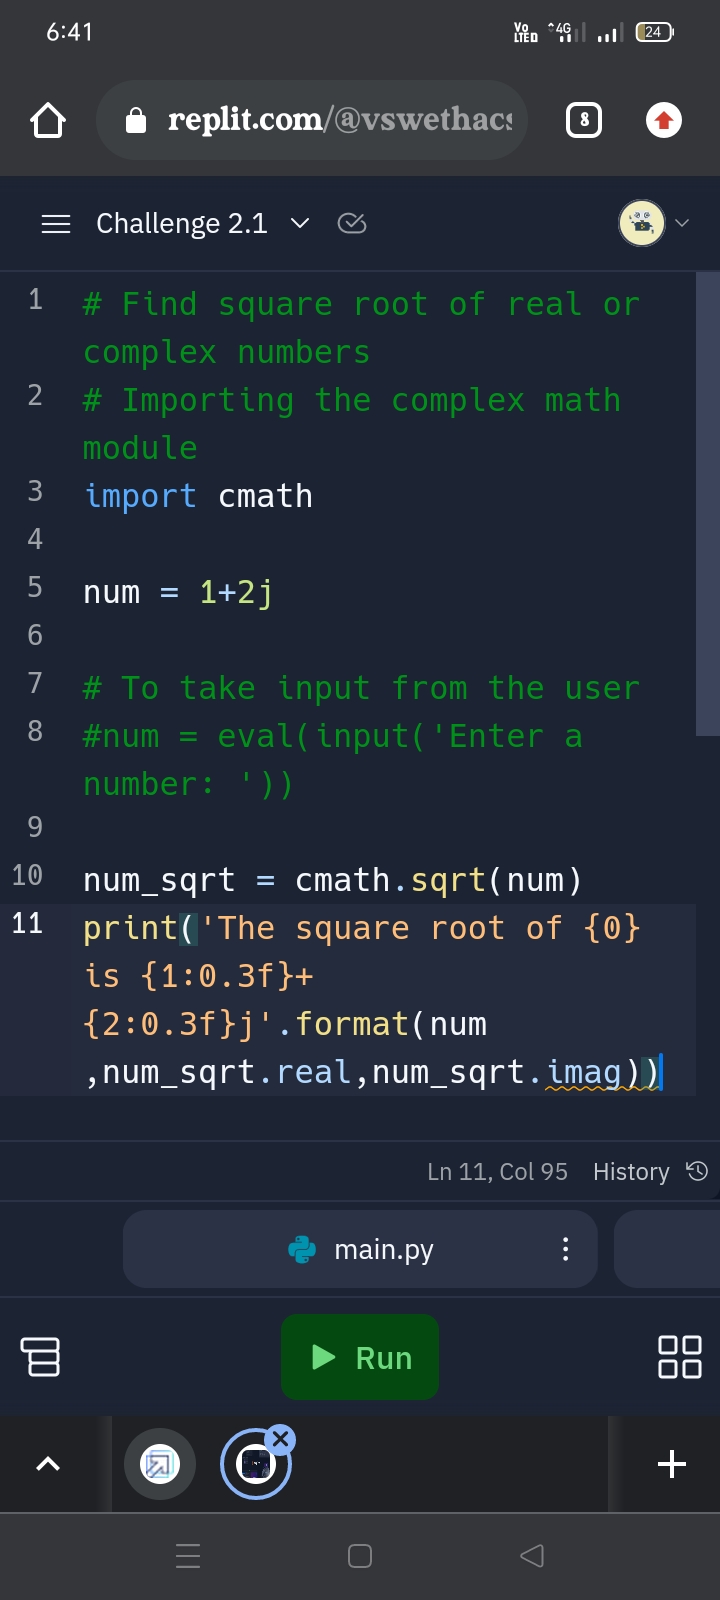 6:41
Vo
LTE
4G
24
replit.com/@vswethacs
8
Challenge 2.1
1 # Find square root of real or
complex numbers
2 # Importing the complex math
module
3 import cmath
4
5 num = 1+2j
6
7 # To take input from the user
8 #num = eval(input('Enter a
number: '))
9
10 num_sqrt = cmath.sqrt(num)
11 print('The square root of {0}
is {1:0.3f}+
{2:0.3f}j'.format(num
,num_sqrt.real,num_sqrt.imag))
Ln 11, Col 95 History
main.py
Run